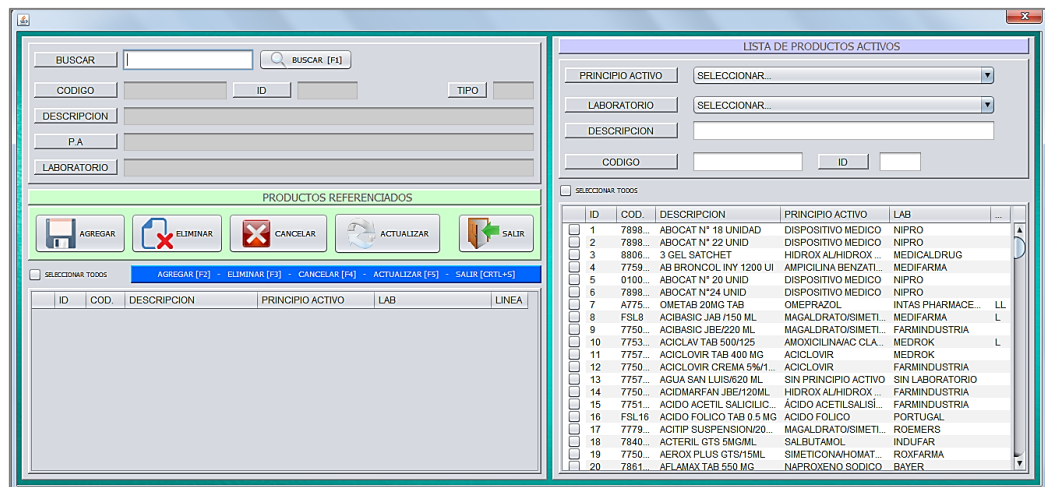 BUSCAR BUSCAR [F1]
CODIGO ID TIPO
DESCRIPCION
P.A
LABORATORIO
PRODUCTOS REFERENCIADOS
AGREGAR ELIMINAR CANCELAR ACTUALIZAR SALIR
SELECCIONAR TODOS AGREGAR [F2] - ELIMINAR [F3] - CANCELAR [F4] - ACTUALIZAR [F5] - SALIR [CRTL+S]
ID COD. DESCRIPCION PRINCIPIO ACTIVO LAB LINEA
LISTA DE PRODUCTOS ACTIVOS
PRINCIPIO ACTIVO SELECCIONAR...
LABORATORIO SELECCIONAR...
DESCRIPCION
CODIGO ID
SELECCIONAR TODOS
ID COD. DESCRIPCION PRINCIPIO ACTIVO LAB ...
1 7898... ABOCAT N° 18 UNIDAD DISPOSITIVO MEDICO NIPRO
2 7898... ABOCAT N° 22 UNID DISPOSITIVO MEDICO NIPRO
3 8806... 3 GEL SATCHET HIDROX AL/HIDROX ... MEDICALDRUG
4 7759... AB BRONCOL INY 1200 UI AMPICILINA BENZATI... MEDIFARMA
5 0100... ABOCAT N° 20 UNID DISPOSITIVO MEDICO NIPRO
6 7898... ABOCAT N°24 UNID DISPOSITIVO MEDICO NIPRO
7 A775... OMETAB 20MG TAB OMEPRAZOL INTAS PHARMACE... LL
8 FSL8 ACIBASIC JAB /150 ML MAGALDRATO/SIMETI... MEDIFARMA L
9 7750... ACIBASIC JBE/220 ML MAGALDRATO/SIMETI... FARMINDUSTRIA
10 7753... ACICLAV TAB 500/125 AMOXICILINA/AC CLA... MEDROK L
11 7757... ACICLOVIR TAB 400 MG ACICLOVIR MEDROK
12 7750... ACICLOVIR CREMA 5%/1... ACICLOVIR FARMINDUSTRIA
13 7757... AGUA SAN LUIS/620 ML SIN PRINCIPIO ACTIVO SIN LABORATORIO
14 7750... ACIDMARFAN JBE/120ML HIDROX AL/HIDROX ... FARMINDUSTRIA
15 7751... ACIDO ACETIL SALICILIC... ÁCIDO ACETILSALISÍ... FARMINDUSTRIA
16 FSL16 ACIDO FOLICO TAB 0.5 MG ACIDO FOLICO PORTUGAL
17 7779... ACITIP SUSPENSION/20... MAGALDRATO/SIMETI... ROEMERS
18 7840... ACTERIL GTS 5MG/ML SALBUTAMOL INDUFAR
19 7750... AEROX PLUS GTS/15ML SIMETICONA/HOMAT... ROXFARMA
20 7861... AFLAMAX TAB 550 MG NAPROXENO SODICO BAYER